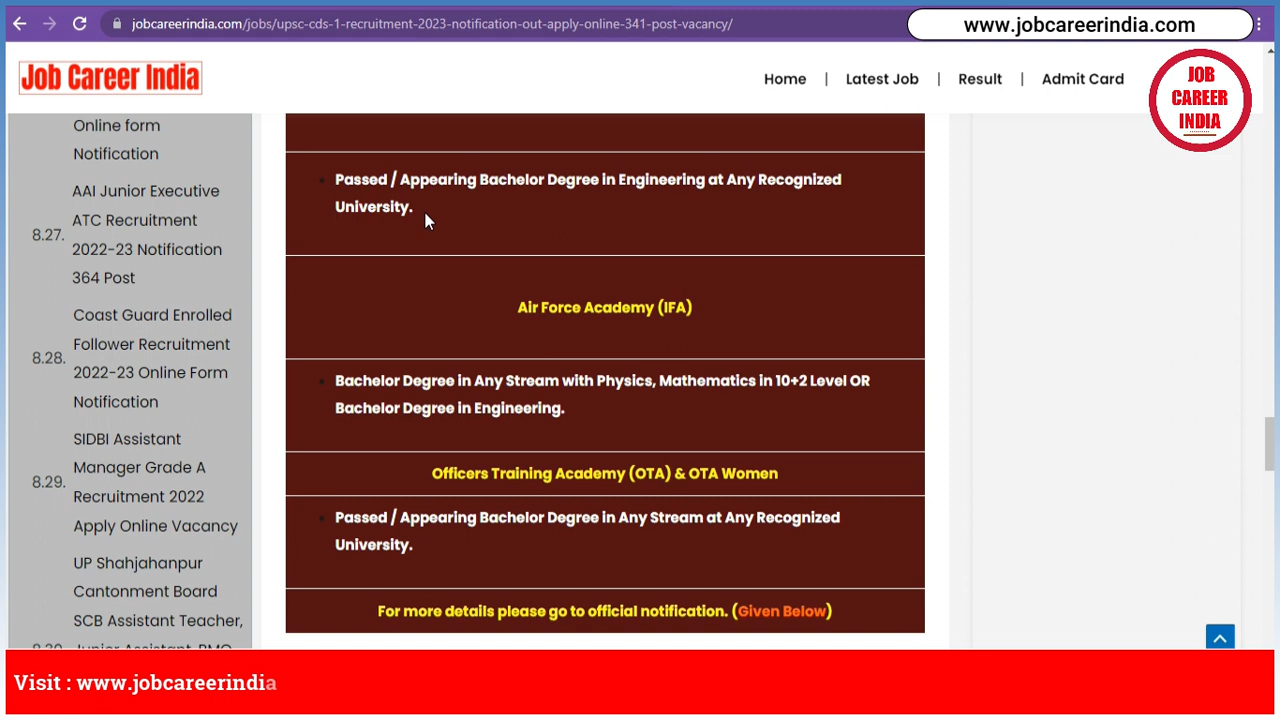 jobcareerindia.com/jobs/upsc-cds-1-recruitment-2023-notification-out-apply-online-341-post-vacancy/
www.jobcareerindia.com
Job Career India
Home | Latest Job | Result | Admit Card
JOB
CAREER
INDIA
Online form
Notification
8.27. AAI Junior Executive
ATC Recruitment
2022-23 Notification
364 Post
8.28. Coast Guard Enrolled
Follower Recruitment
2022-23 Online Form
Notification
8.29. SIDBI Assistant
Manager Grade A
Recruitment 2022
Apply Online Vacancy
UP Shahjahanpur
Cantonment Board
SCB Assistant Teacher,
Passed / Appearing Bachelor Degree in Engineering at Any Recognized
University.
Air Force Academy (IFA)
Bachelor Degree in Any Stream with Physics, Mathematics in 10+2 Level OR
Bachelor Degree in Engineering.
Officers Training Academy (OTA) & OTA Women
Passed / Appearing Bachelor Degree in Any Stream at Any Recognized
University.
For more details please go to official notification. (Given Below)
Visit : www.jobcareerindia